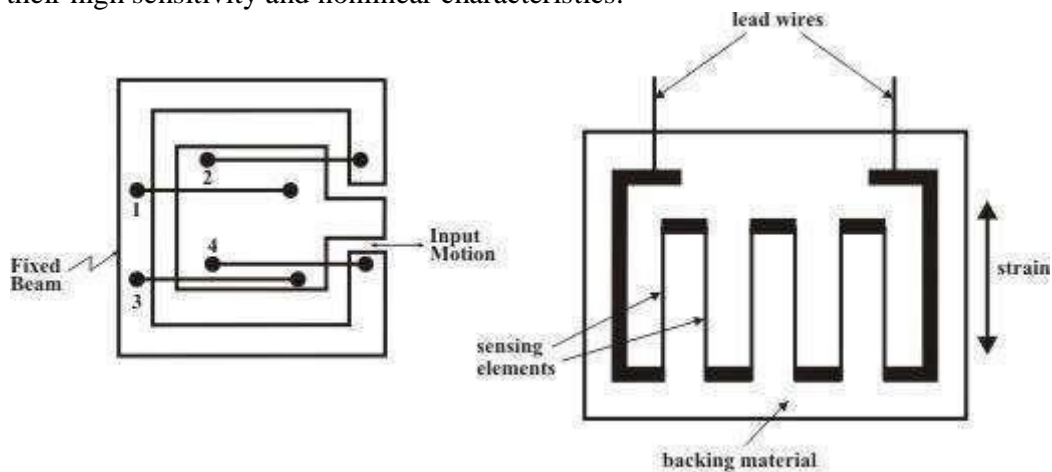 their high sensitivity and nonlinear characteristics.
lead wires
2
1
4
3
Fixed
Beam
Input
Motion
strain
sensing
elements
backing material